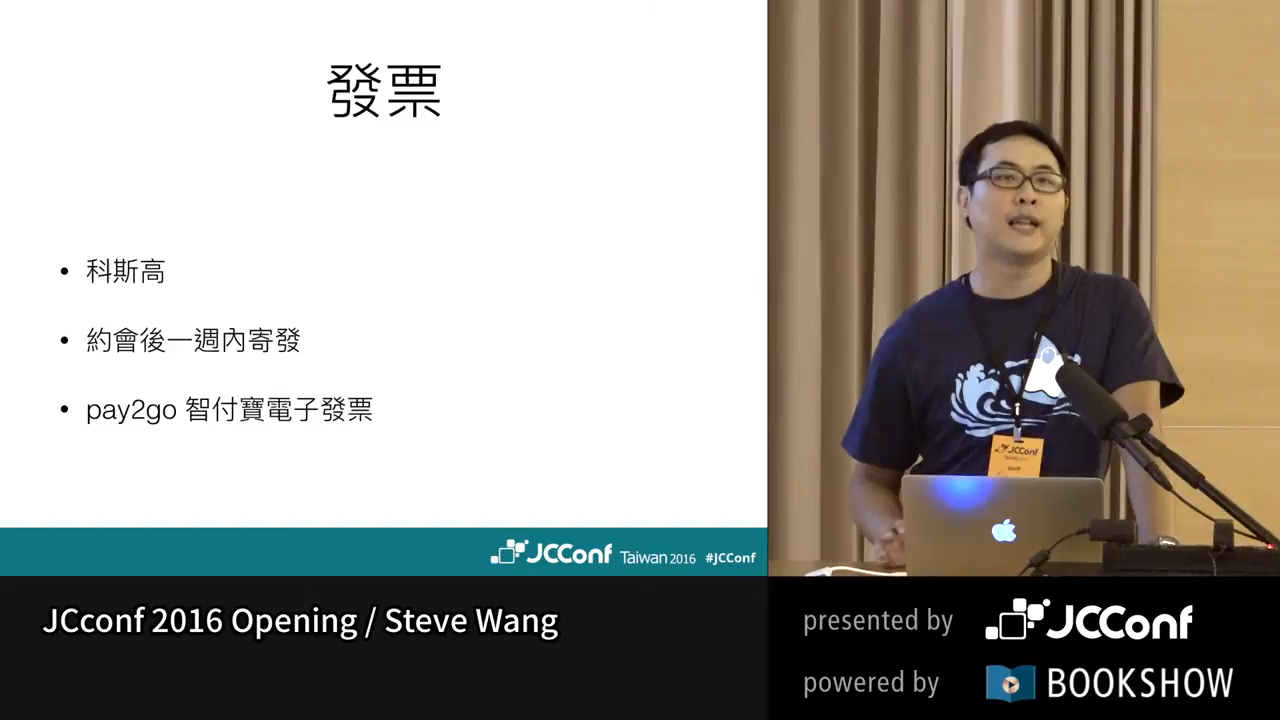 發票
• 科斯高
• 約會後一週內寄發
• pay2go 智付寶電子發票
JCConf Taiwan 2016 #JCConf
JCConf
JCconf 2016 Opening / Steve Wang
presented by JCConf
powered by BOOKSHOW